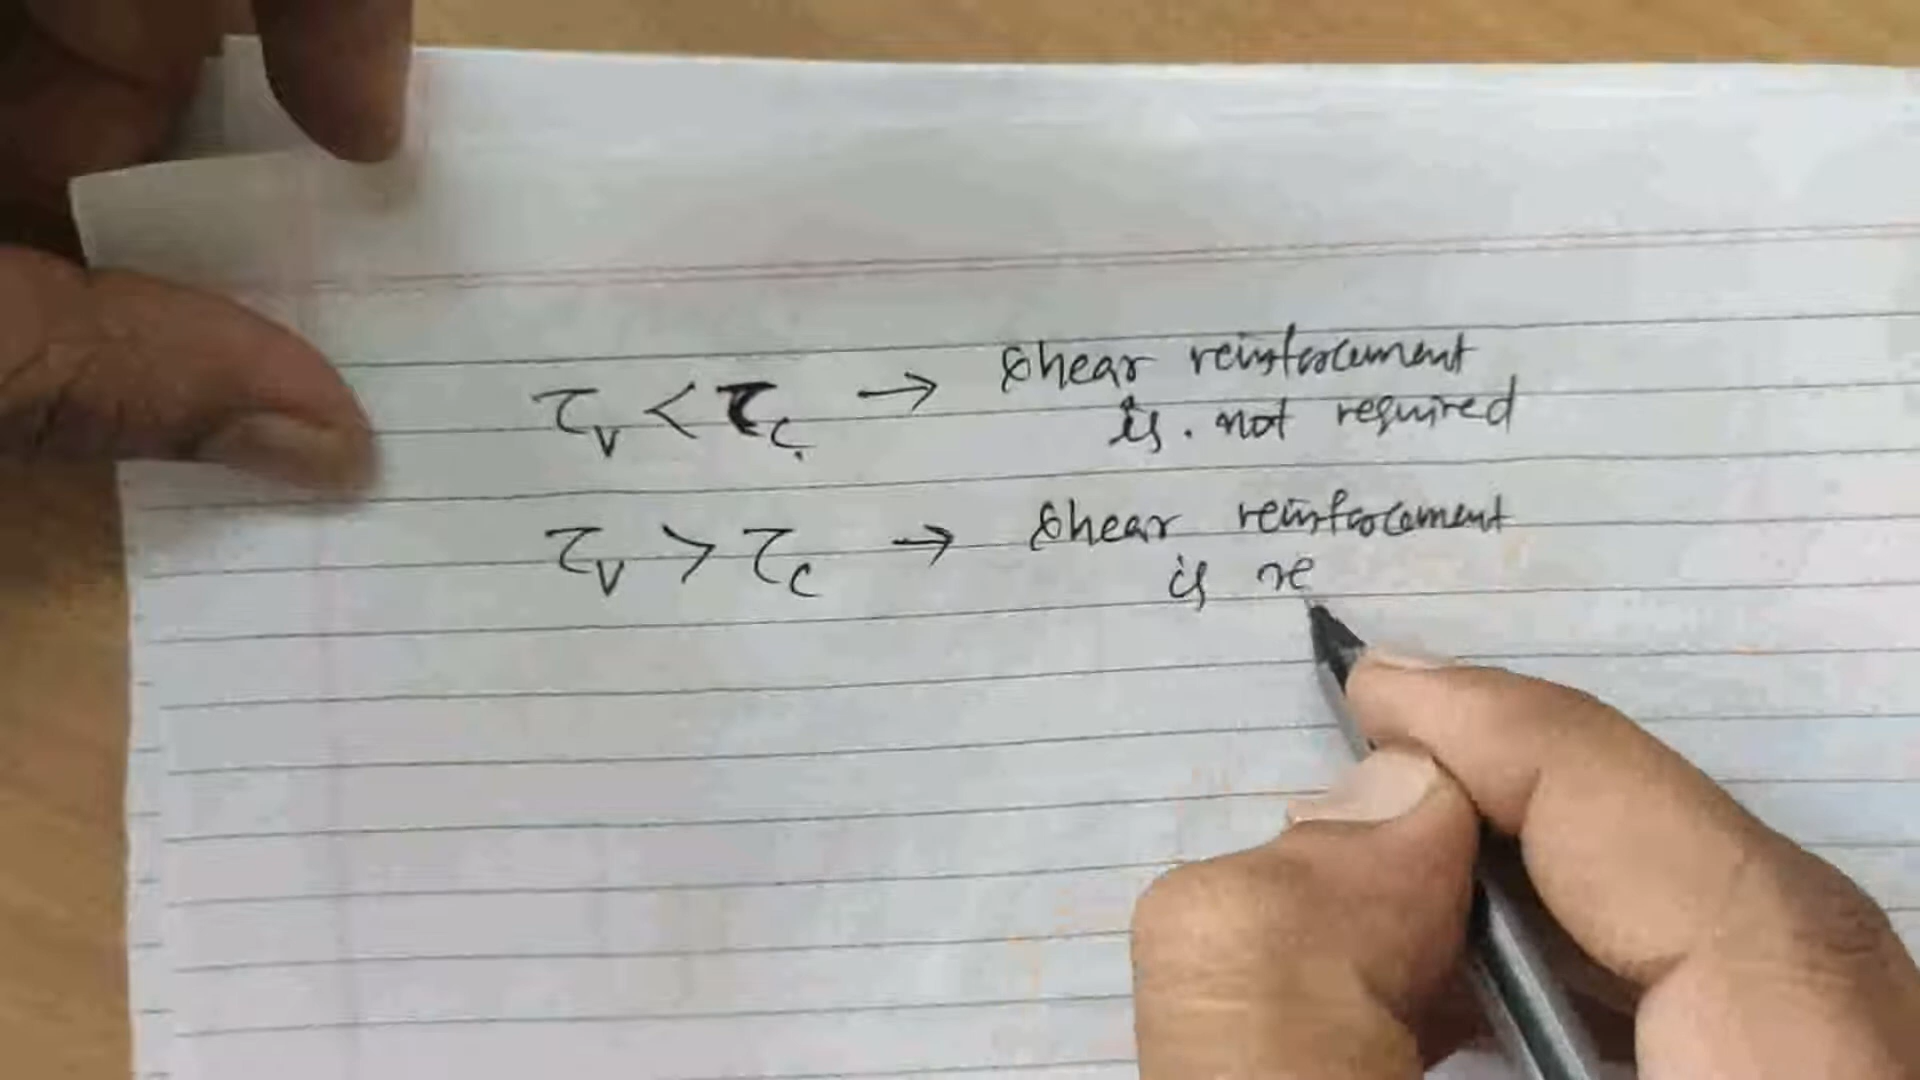 τv < τc → Shear reinforcement
is. not required
τv > τc → Shear reinforcement
is re